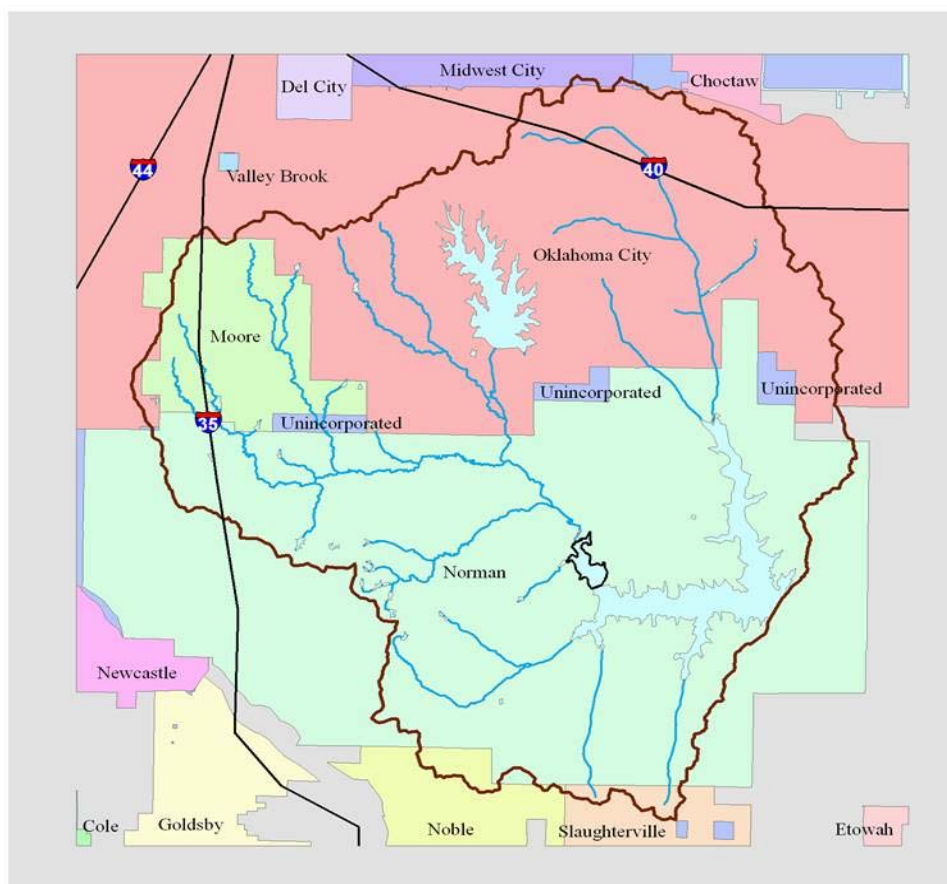 Midwest City
Del City
Choctaw
44
Valley Brook
40
Oklahoma City
Moore
Unincorporated
Unincorporated
35
Unincorporated
Norman
Newcastle
Cole
Goldsby
Noble
Slaughterville
Etowah